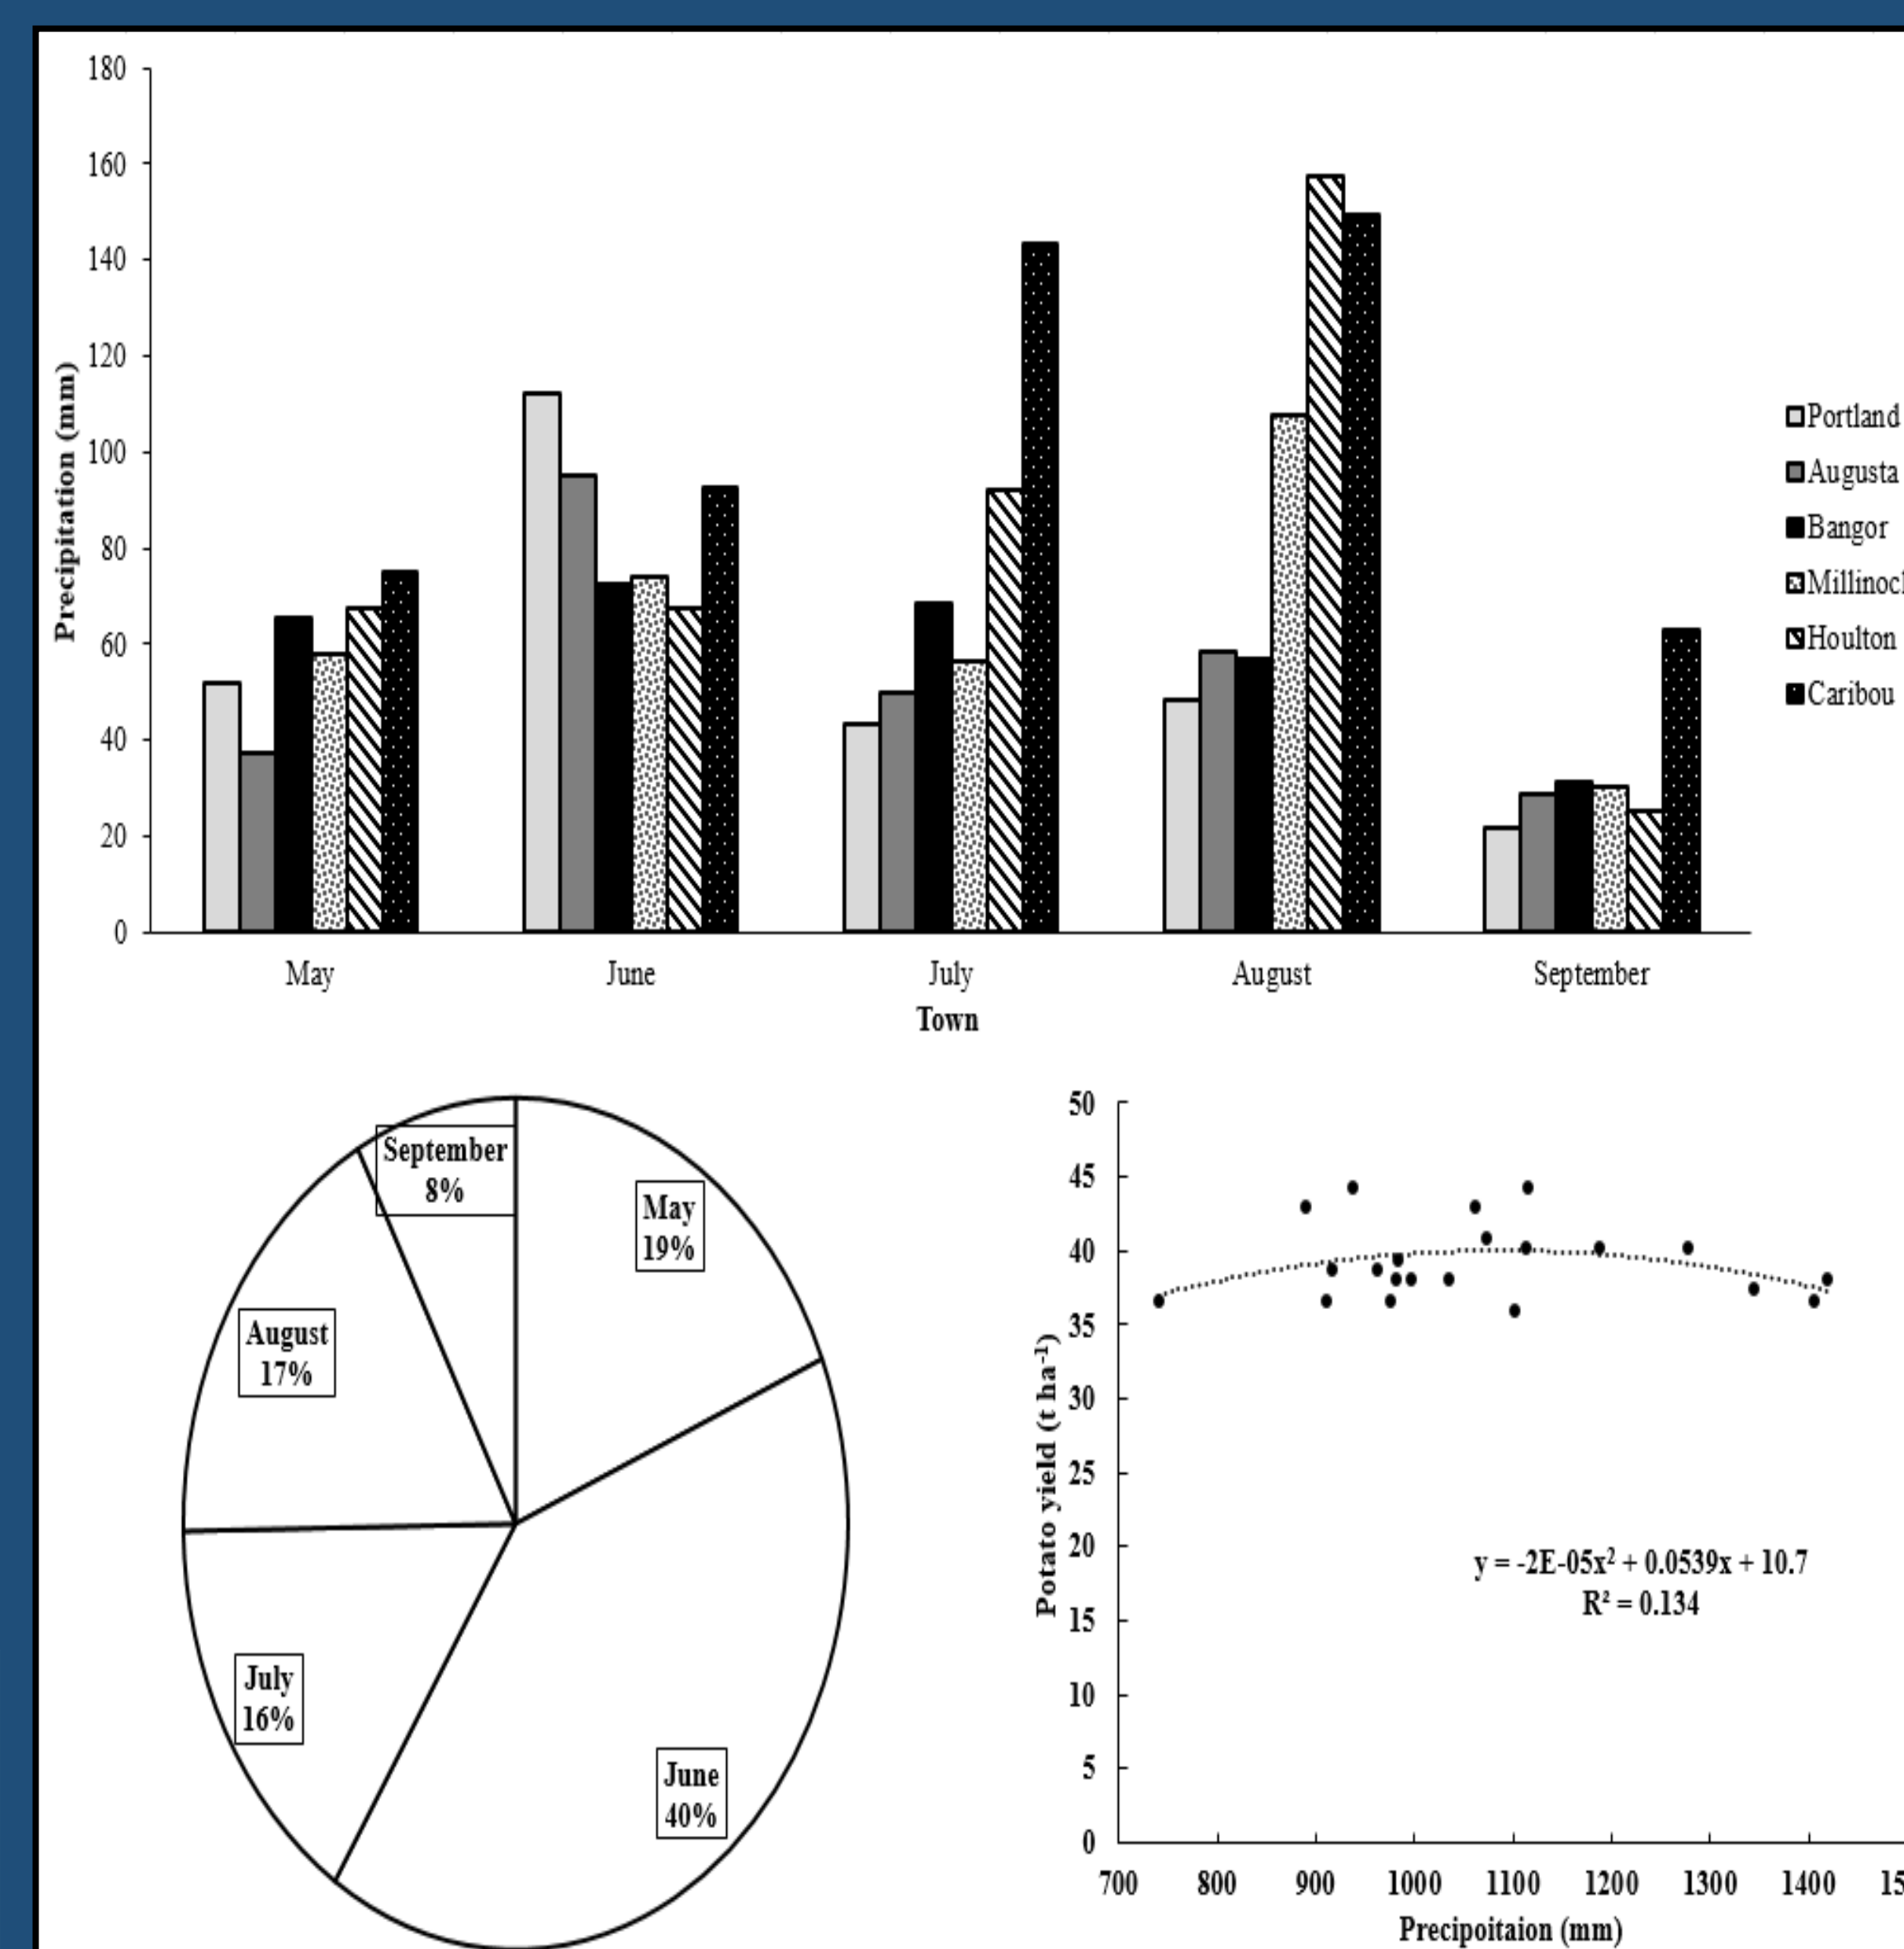 180
160
140
120
100
80
60
40
20
0
Precipitation (mm)
May June July August September
Town
Portland
Augusta
Bangor
Millinock
Houlton
Caribou
September
8%
May
19%
August
17%
July
16%
June
40%
50
45
40
35
30
25
20
15
10
5
0
Potato yield (t ha⁻¹)
y = -2E-05x² + 0.0539x + 10.7
R² = 0.134
700 800 900 1000 1100 1200 1300 1400
Precipoitaion (mm)